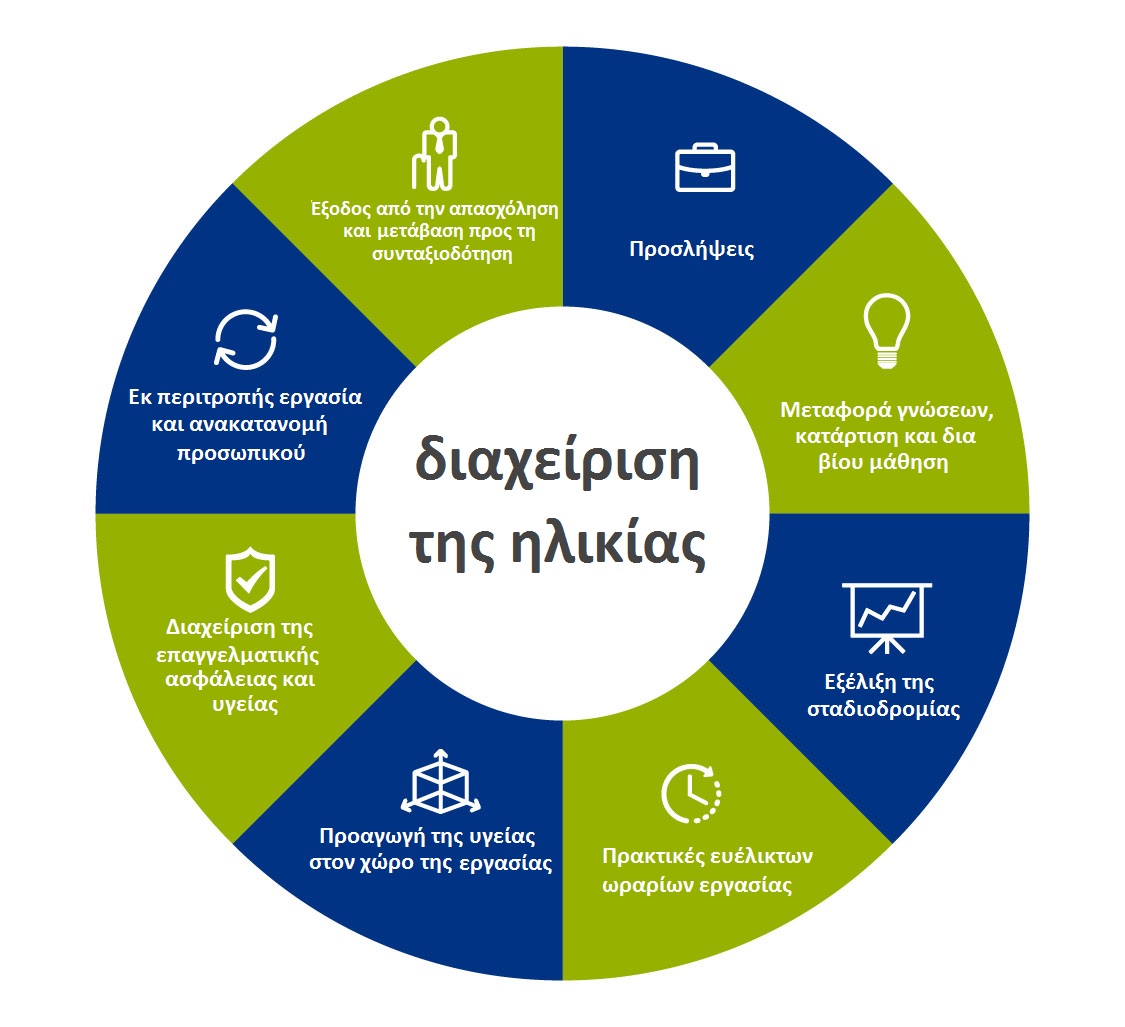 διαχείριση
της ηλικίας
Προσλήψεις
Μεταφορά γνώσεων,
κατάρτιση και δια
βίου μάθηση
Εξέλιξη της
σταδιοδρομίας
Πρακτικές ευέλικτων
ωραρίων εργασίας
Προαγωγή της υγείας
στον χώρο της εργασίας
Διαχείριση της
επαγγελματικής
ασφάλειας και
υγείας
Εκ περιτροπής εργασία
και ανακατανομή
προσωπικού
Έξοδος από την απασχόληση
και μετάβαση προς τη
συνταξιοδότηση